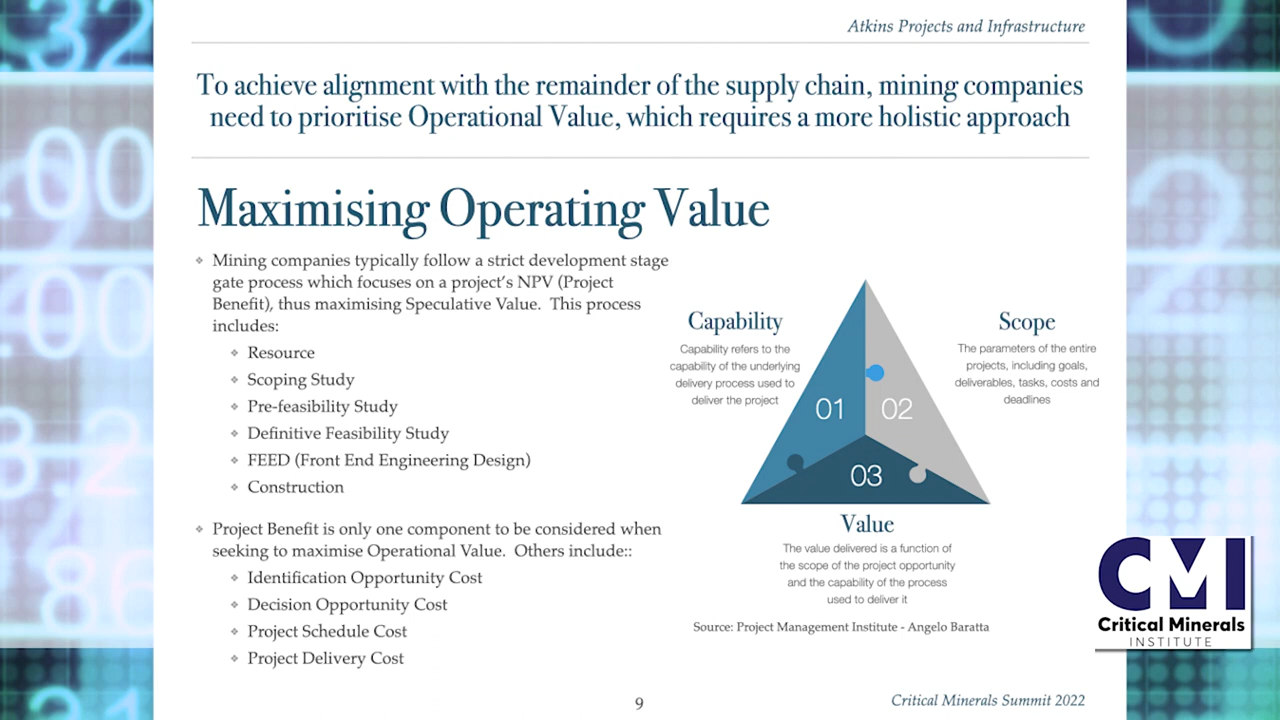 Atkins Projects and Infrastructure
To achieve alignment with the remainder of the supply chain, mining companies
need to prioritise Operational Value, which requires a more holistic approach
Maximising Operating Value
Mining companies typically follow a strict development stage
gate process which focuses on a project's NPV (Project
Benefit), thus maximising Speculative Value. This process
includes:
Resource
Scoping Study
Pre-feasibility Study
Definitive Feasibility Study
FEED (Front End Engineering Design)
Construction
Project Benefit is only one component to be considered when
seeking to maximise Operational Value. Others include::
Identification Opportunity Cost
Decision Opportunity Cost
Project Schedule Cost
Project Delivery Cost
Capability
Capability refers to the
capability of the underlying
delivery process used to
deliver the project
Scope
The parameters of the entire
projects, including goals,
deliverables, tasks, costs and
deadlines
01
02
03
Value
The value delivered is a function of
the scope of the project opportunity
and the capability of the process
used to deliver it
Source: Project Management Institute - Angelo Baratta
CMI
Critical Minerals
INSTITUTE
9
Critical Minerals Summit 2022